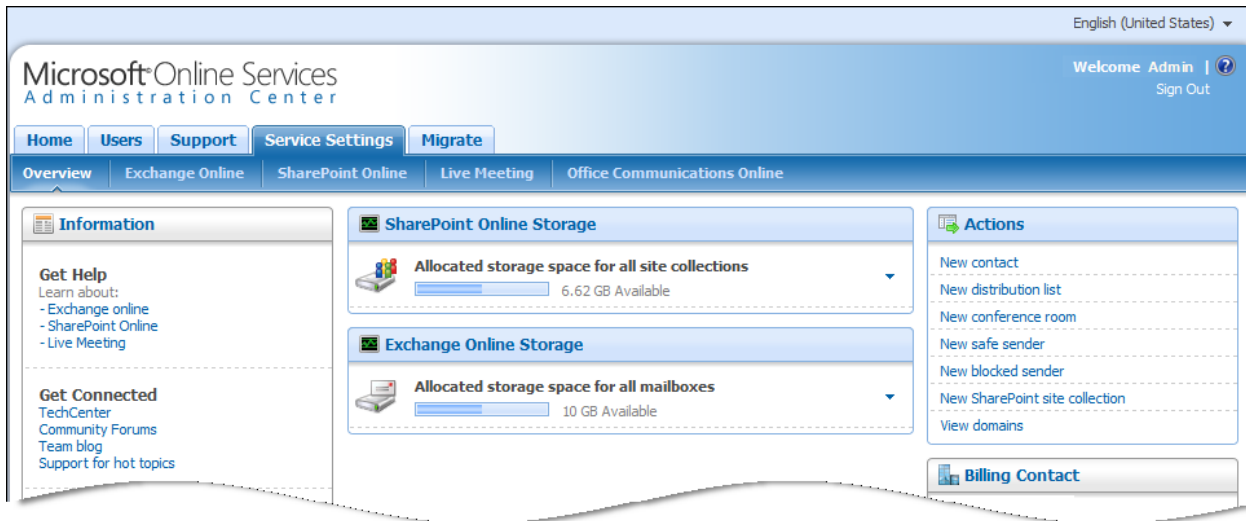 English (United States)
Microsoft® Online Services
Administration Center
Welcome Admin |
Sign Out
Home
Users
Support
Service Settings
Migrate
Overview
Exchange Online
SharePoint Online
Live Meeting
Office Communications Online
Information
Get Help
Learn about:
- Exchange online
- SharePoint Online
- Live Meeting
Get Connected
TechCenter
Community Forums
Team blog
Support for hot topics
SharePoint Online Storage
Allocated storage space for all site collections
6.62 GB Available
Exchange Online Storage
Allocated storage space for all mailboxes
10 GB Available
Actions
New contact
New distribution list
New conference room
New safe sender
New blocked sender
New SharePoint site collection
View domains
Billing Contact